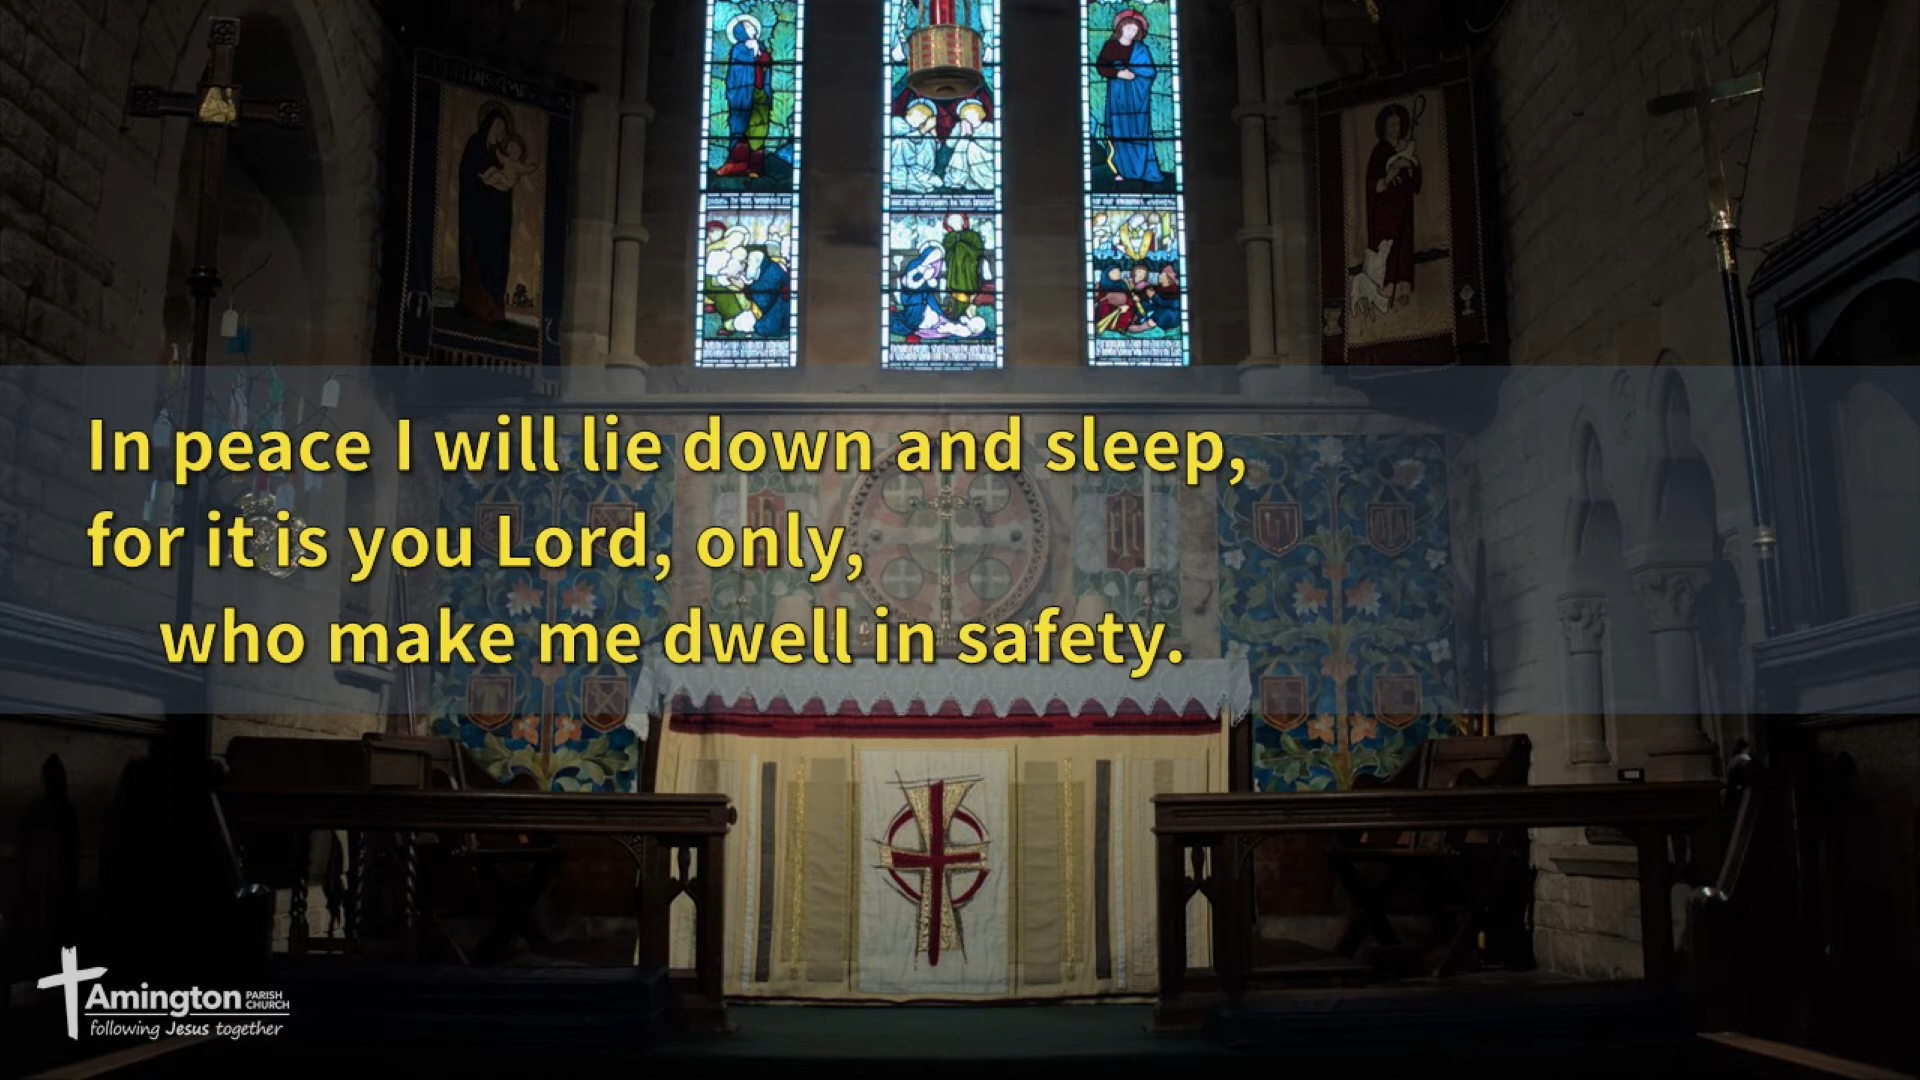 In peace I will lie down and sleep,
for it is you Lord, only,
who make me dwell in safety.
Amington PARISH CHURCH
following Jesus together